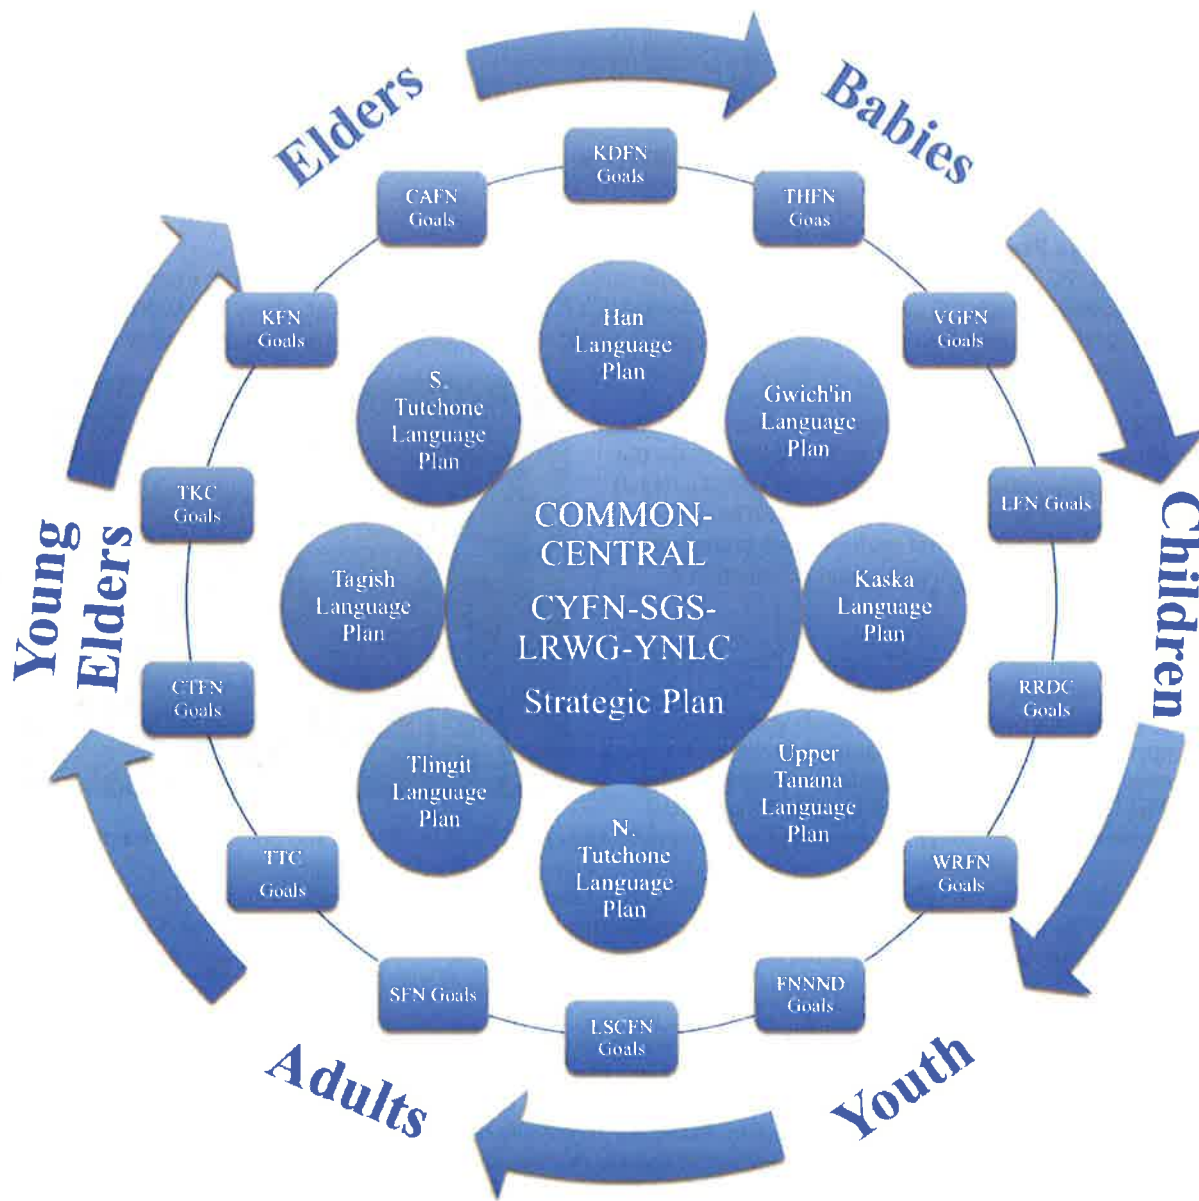 Elders
Babies
Children
Youth
Adults
Young
Elders
KDFN
Goals
THFN
Goas
VGFN
Goals
LFN Goals
RRDC
Goals
WRFN
Goals
FNNND
Goals
LSCFN
Goals
SFN Goals
TTC
Goals
CTFN
Goals
TKC
Goals
KFN
Goals
CAFN
Goals
Han
Language
Plan
Gwich'in
Language
Plan
Kaska
Language
Plan
Upper
Tanana
Language
Plan
N.
Tutchone
Language
Plan
Tlingit
Language
Plan
Tagish
Language
Plan
S.
Tutchone
Language
Plan
COMMON-
CENTRAL
CYFN-SGS-
LRWG-YNLC
Strategic Plan